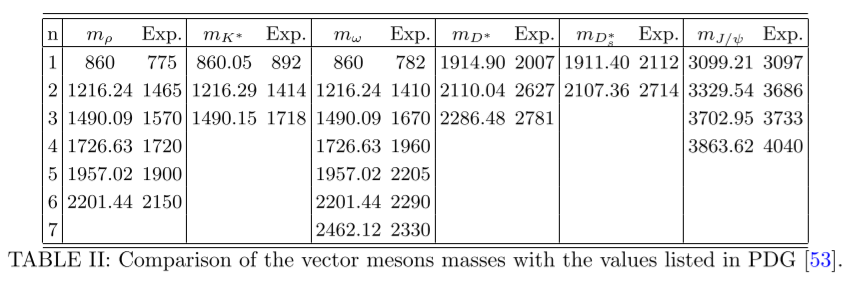 n m_ρ Exp. m_{K*} Exp. m_ω Exp. m_{D*} Exp. m_{D_s^*} Exp. m_{J/ψ} Exp.
1 860 775 860.05 892 860 782 1914.90 2007 1911.40 2112 3099.21 3097
2 1216.24 1465 1216.29 1414 1216.24 1410 2110.04 2627 2107.36 2714 3329.54 3686
3 1490.09 1570 1490.15 1718 1490.09 1670 2286.48 2781 3702.95 3733
4 1726.63 1720 1726.63 1960 3863.62 4040
5 1957.02 1900 1957.02 2205
6 2201.44 2150 2201.44 2290
7 2462.12 2330
TABLE II: Comparison of the vector mesons masses with the values listed in PDG [53].